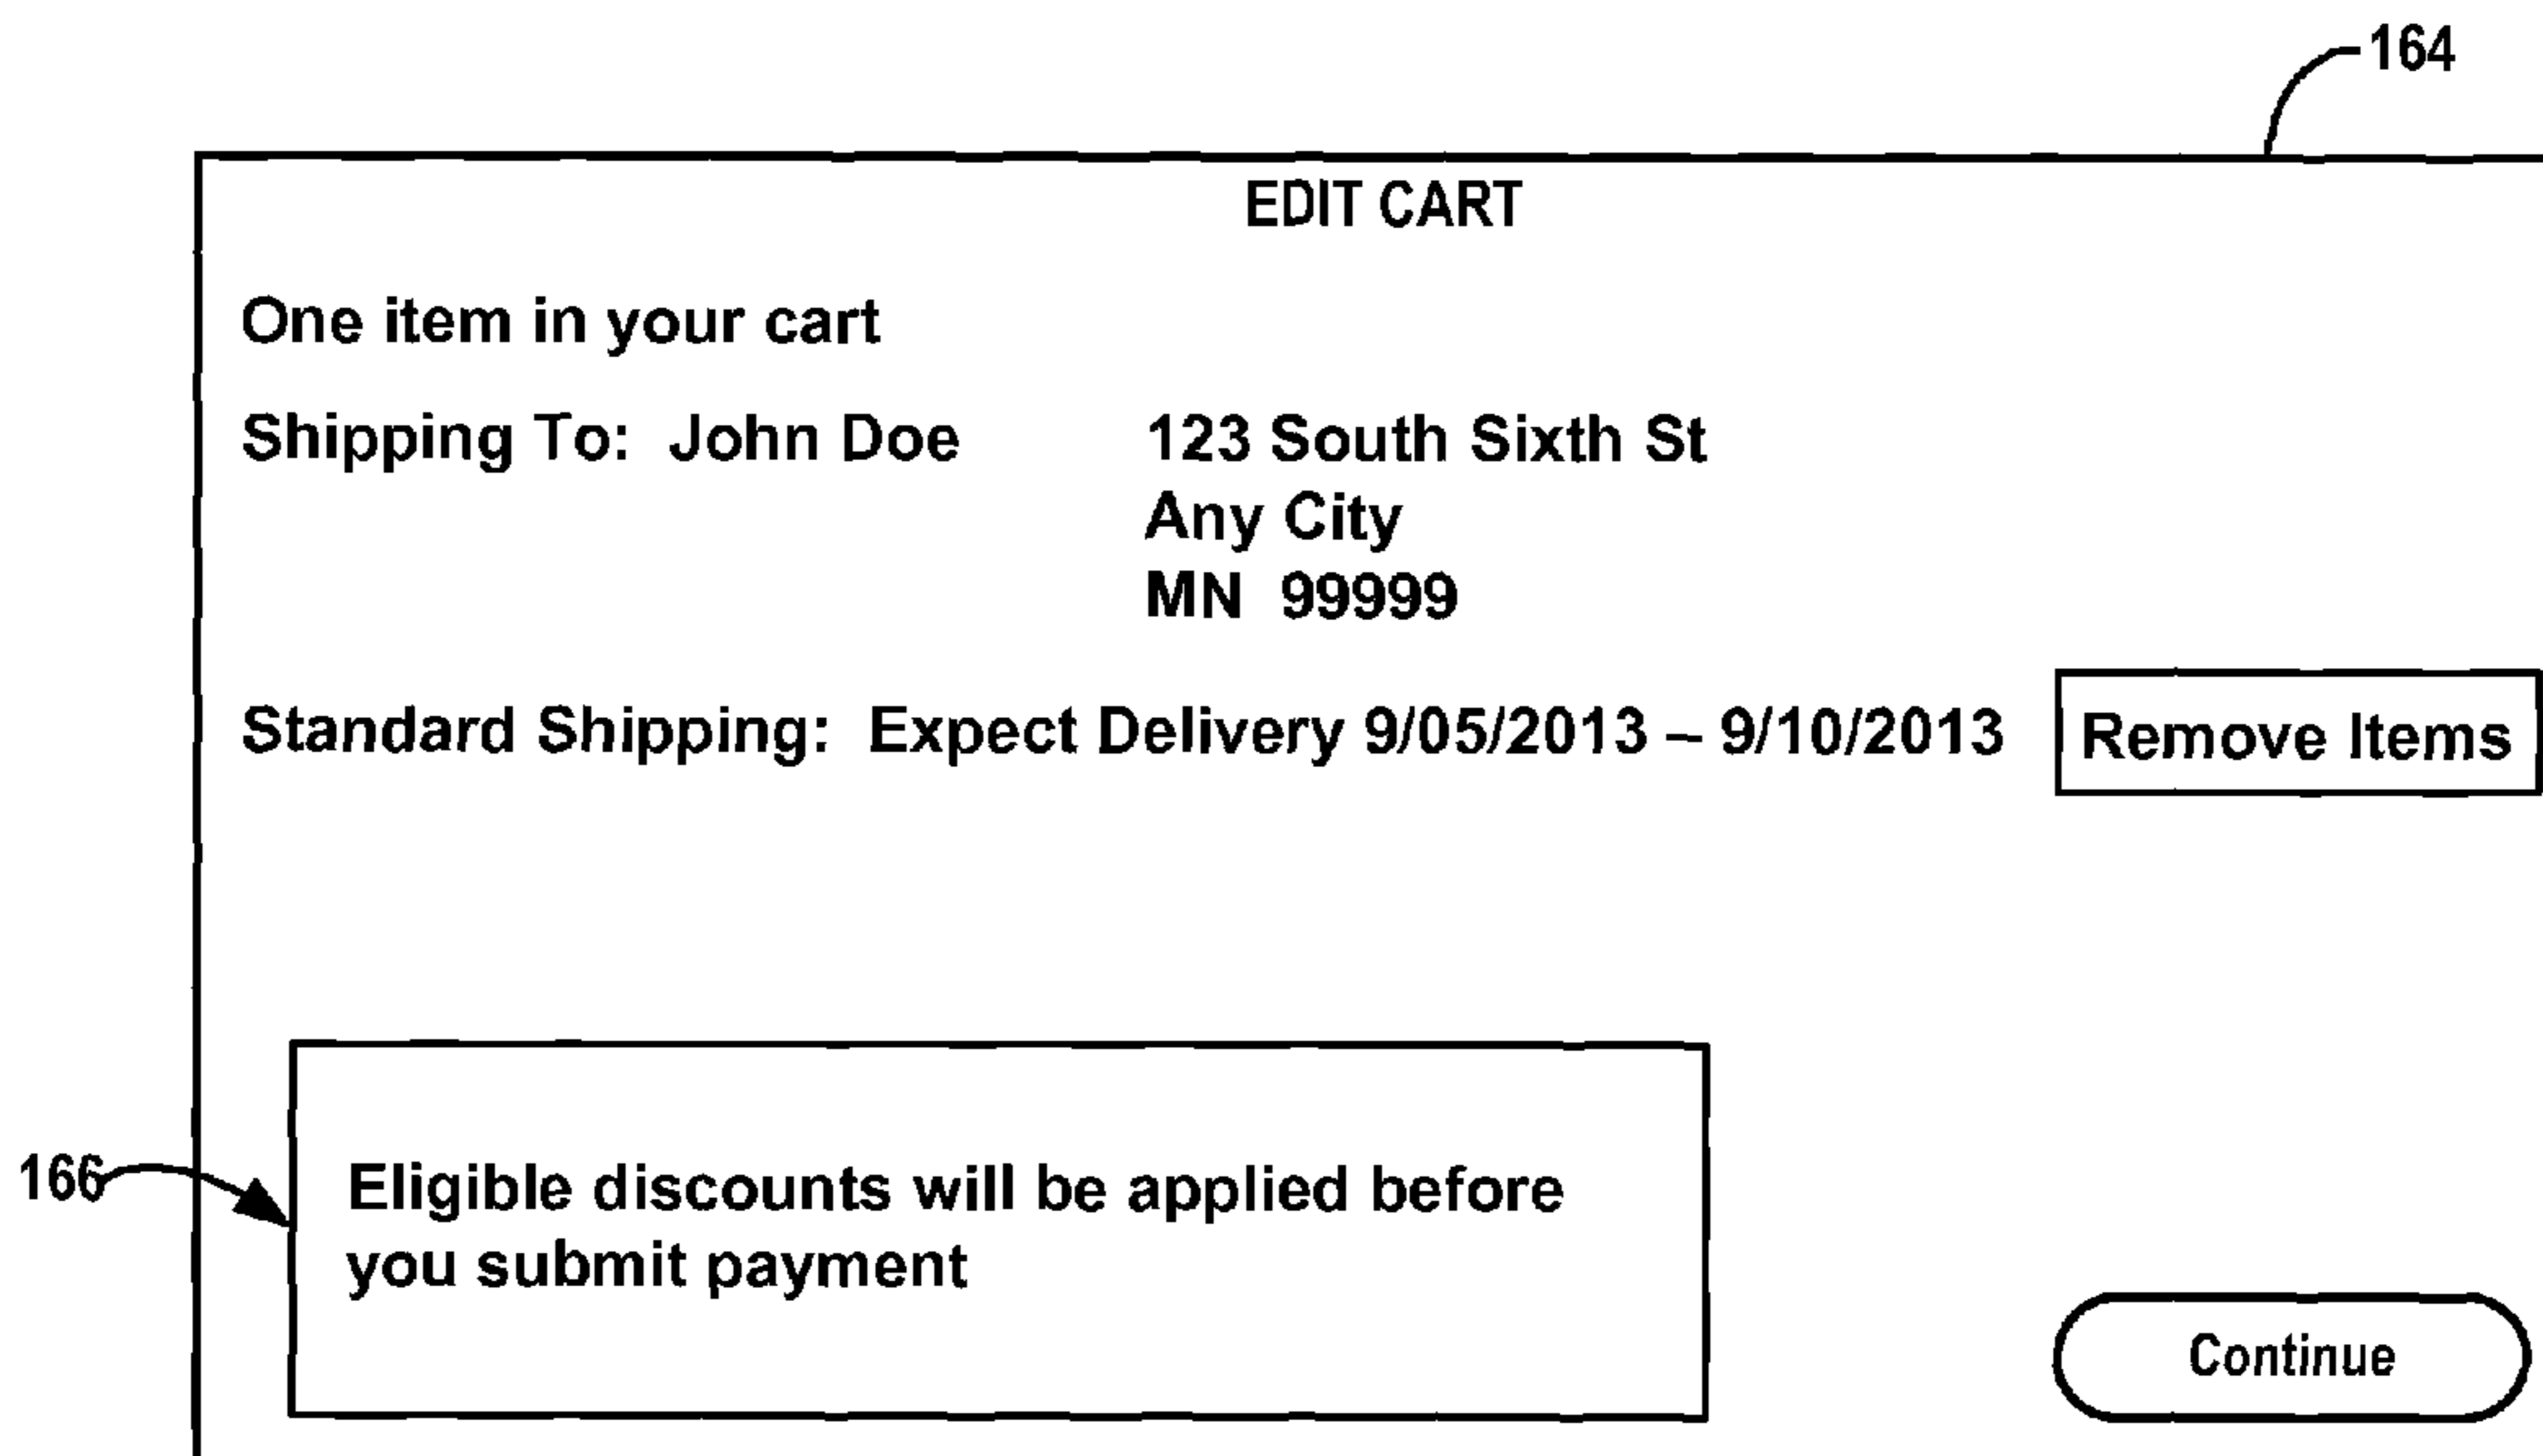 164
EDIT CART
One item in your cart
Shipping To: John Doe 123 South Sixth St
Any City
MN 99999
Standard Shipping: Expect Delivery 9/05/2013 – 9/10/2013 Remove Items
166
Eligible discounts will be applied before
you submit payment
Continue